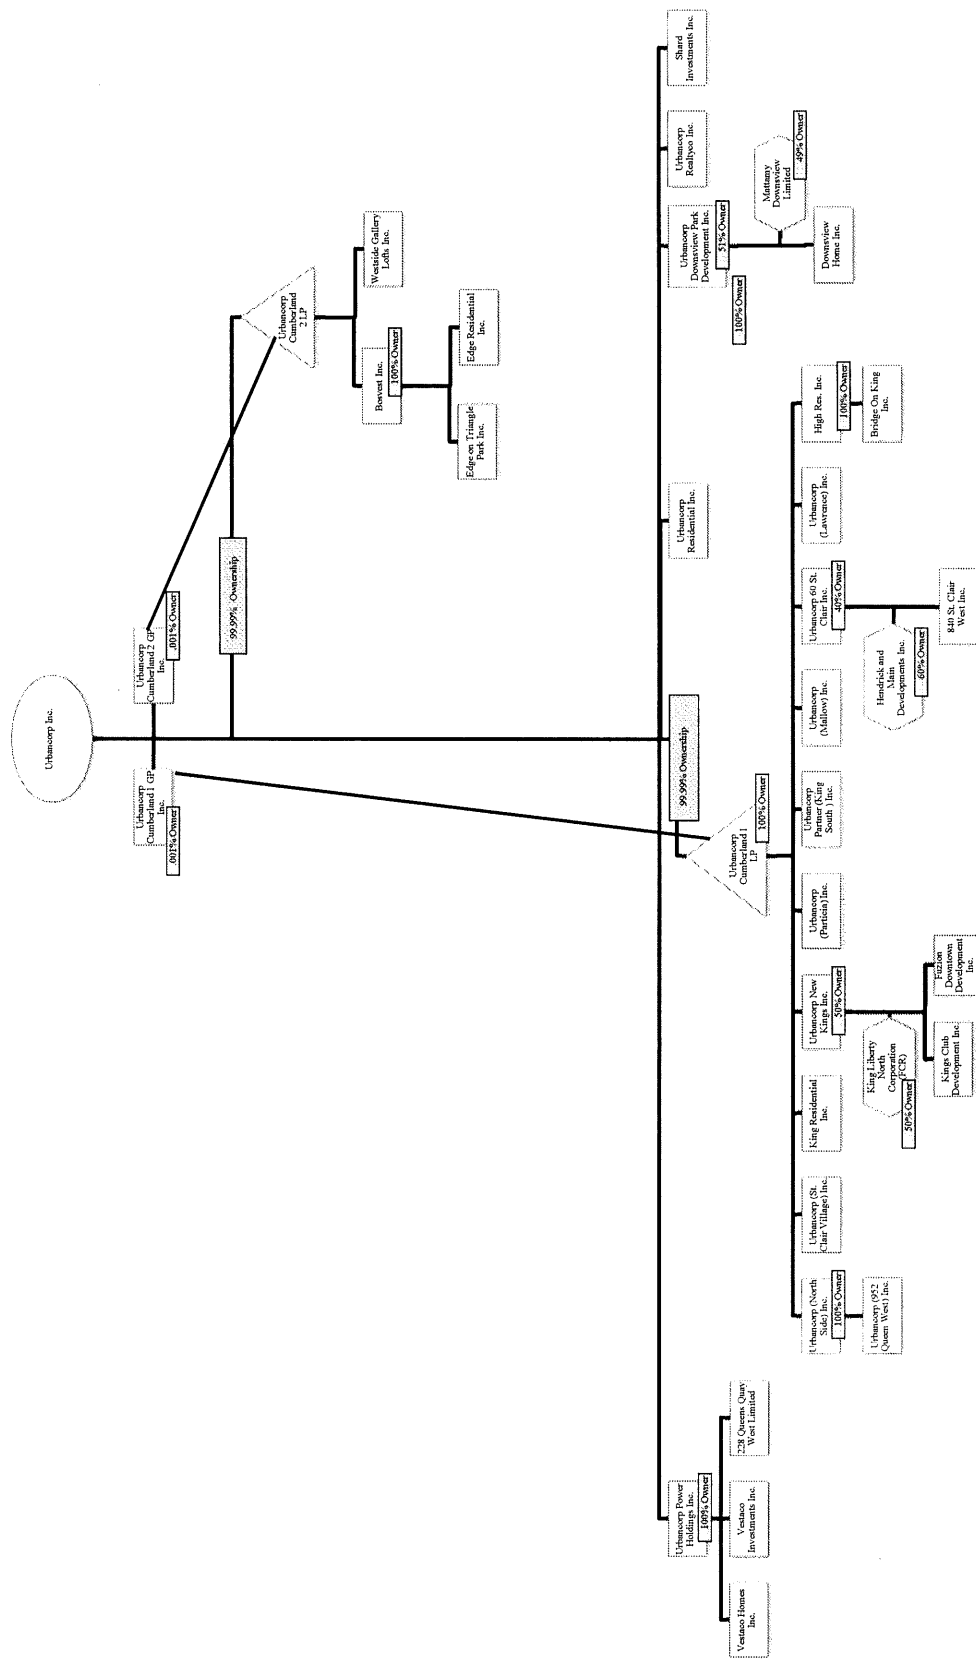 Urbancorp Inc.
Urbancorp
Cumberland 1 GP
Inc.
.001% Owner
Urbancorp
Cumberland 2 GP
Inc.
.001% Owner
99.99% Ownership
Urbancorp
Cumberland
2 LP
Bosvest Inc.
100% Owner
Westside Gallery
Lofts Inc.
Edge on Triangle
Park Inc.
Edge Residential
Inc.
Urbancorp Power
Holdings Inc.
100% Owner
Vestaco Homes
Inc.
Vestaco
Investments Inc.
228 Queens Quay
West Limited
99.99% Ownership
Urbancorp
Cumberland 1
LP
100% Owner
Urbancorp
Residential Inc.
Urbancorp
Downsview Park
Development Inc.
51% Owner
100% Owner
Mattamy
Downsview
Limited
49% Owner
Downsview
Home Inc.
Urbancorp
Realtyco Inc.
Shard
Investments Inc.
Urbancorp (North
Side) Inc.
100% Owner
Urbancorp (952
Queen West) Inc.
Urbancorp (St.
Clair Village) Inc.
King Residential
Inc.
Urbancorp New
Kings Inc.
50% Owner
King Liberty
North
Corporation
(FCR)
50% Owner
Kings Club
Development Inc.
Fuzion
Downtown
Development
Inc.
Urbancorp
(Particia) Inc.
Urbancorp
Partner (King
South ) Inc.
Urbancorp
(Mallow) Inc.
Urbancorp 60 St.
Clair Inc.
40% Owner
Hendrick and
Main
Developments Inc.
60% Owner
840 St. Clair
West Inc.
Urbancorp
(Lawrence) Inc.
High Res. Inc.
100% Owner
Bridge On King
Inc.